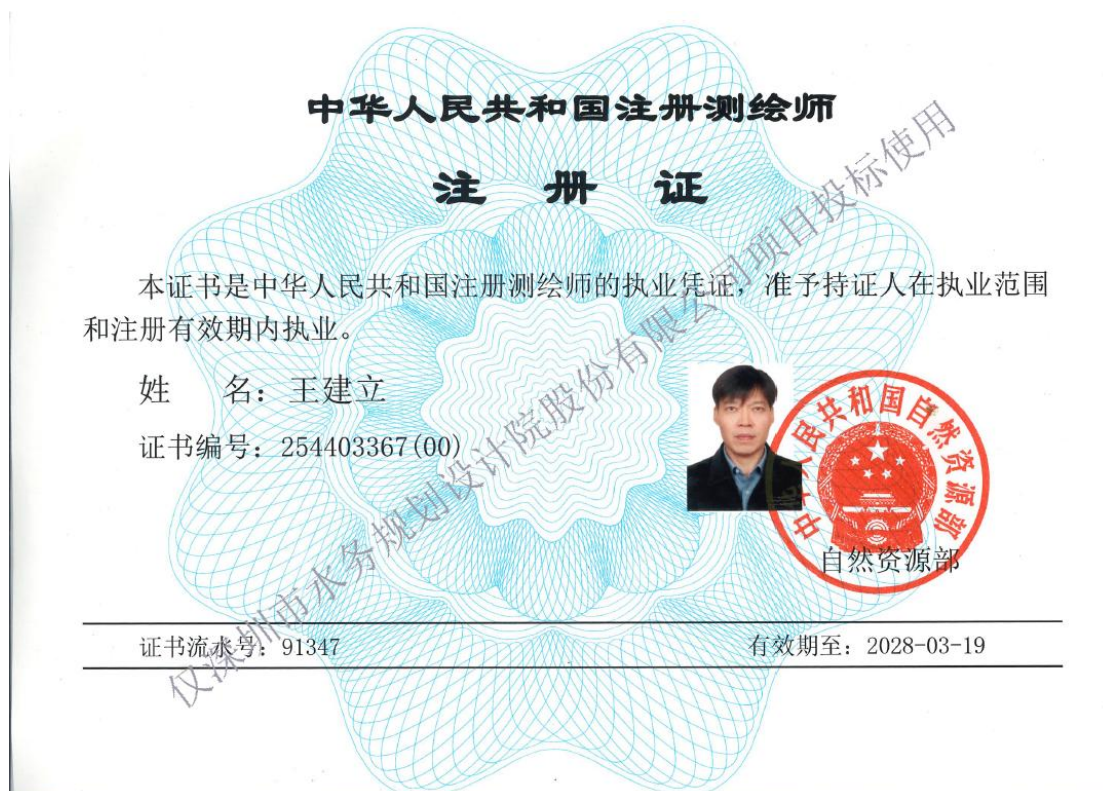 中华人民共和国注册测绘师
注 册 证
本证书是中华人民共和国注册测绘师的执业凭证，准予持证人在执业范围
和注册有效期内执业。
姓 名：王建立
证书编号：254403367(00)
中华人民共和国自然资源部
自然资源部
证书流水号：91347
有效期至：2028-03-19
仅深圳市水务规划设计院股份有限公司项目投标使用